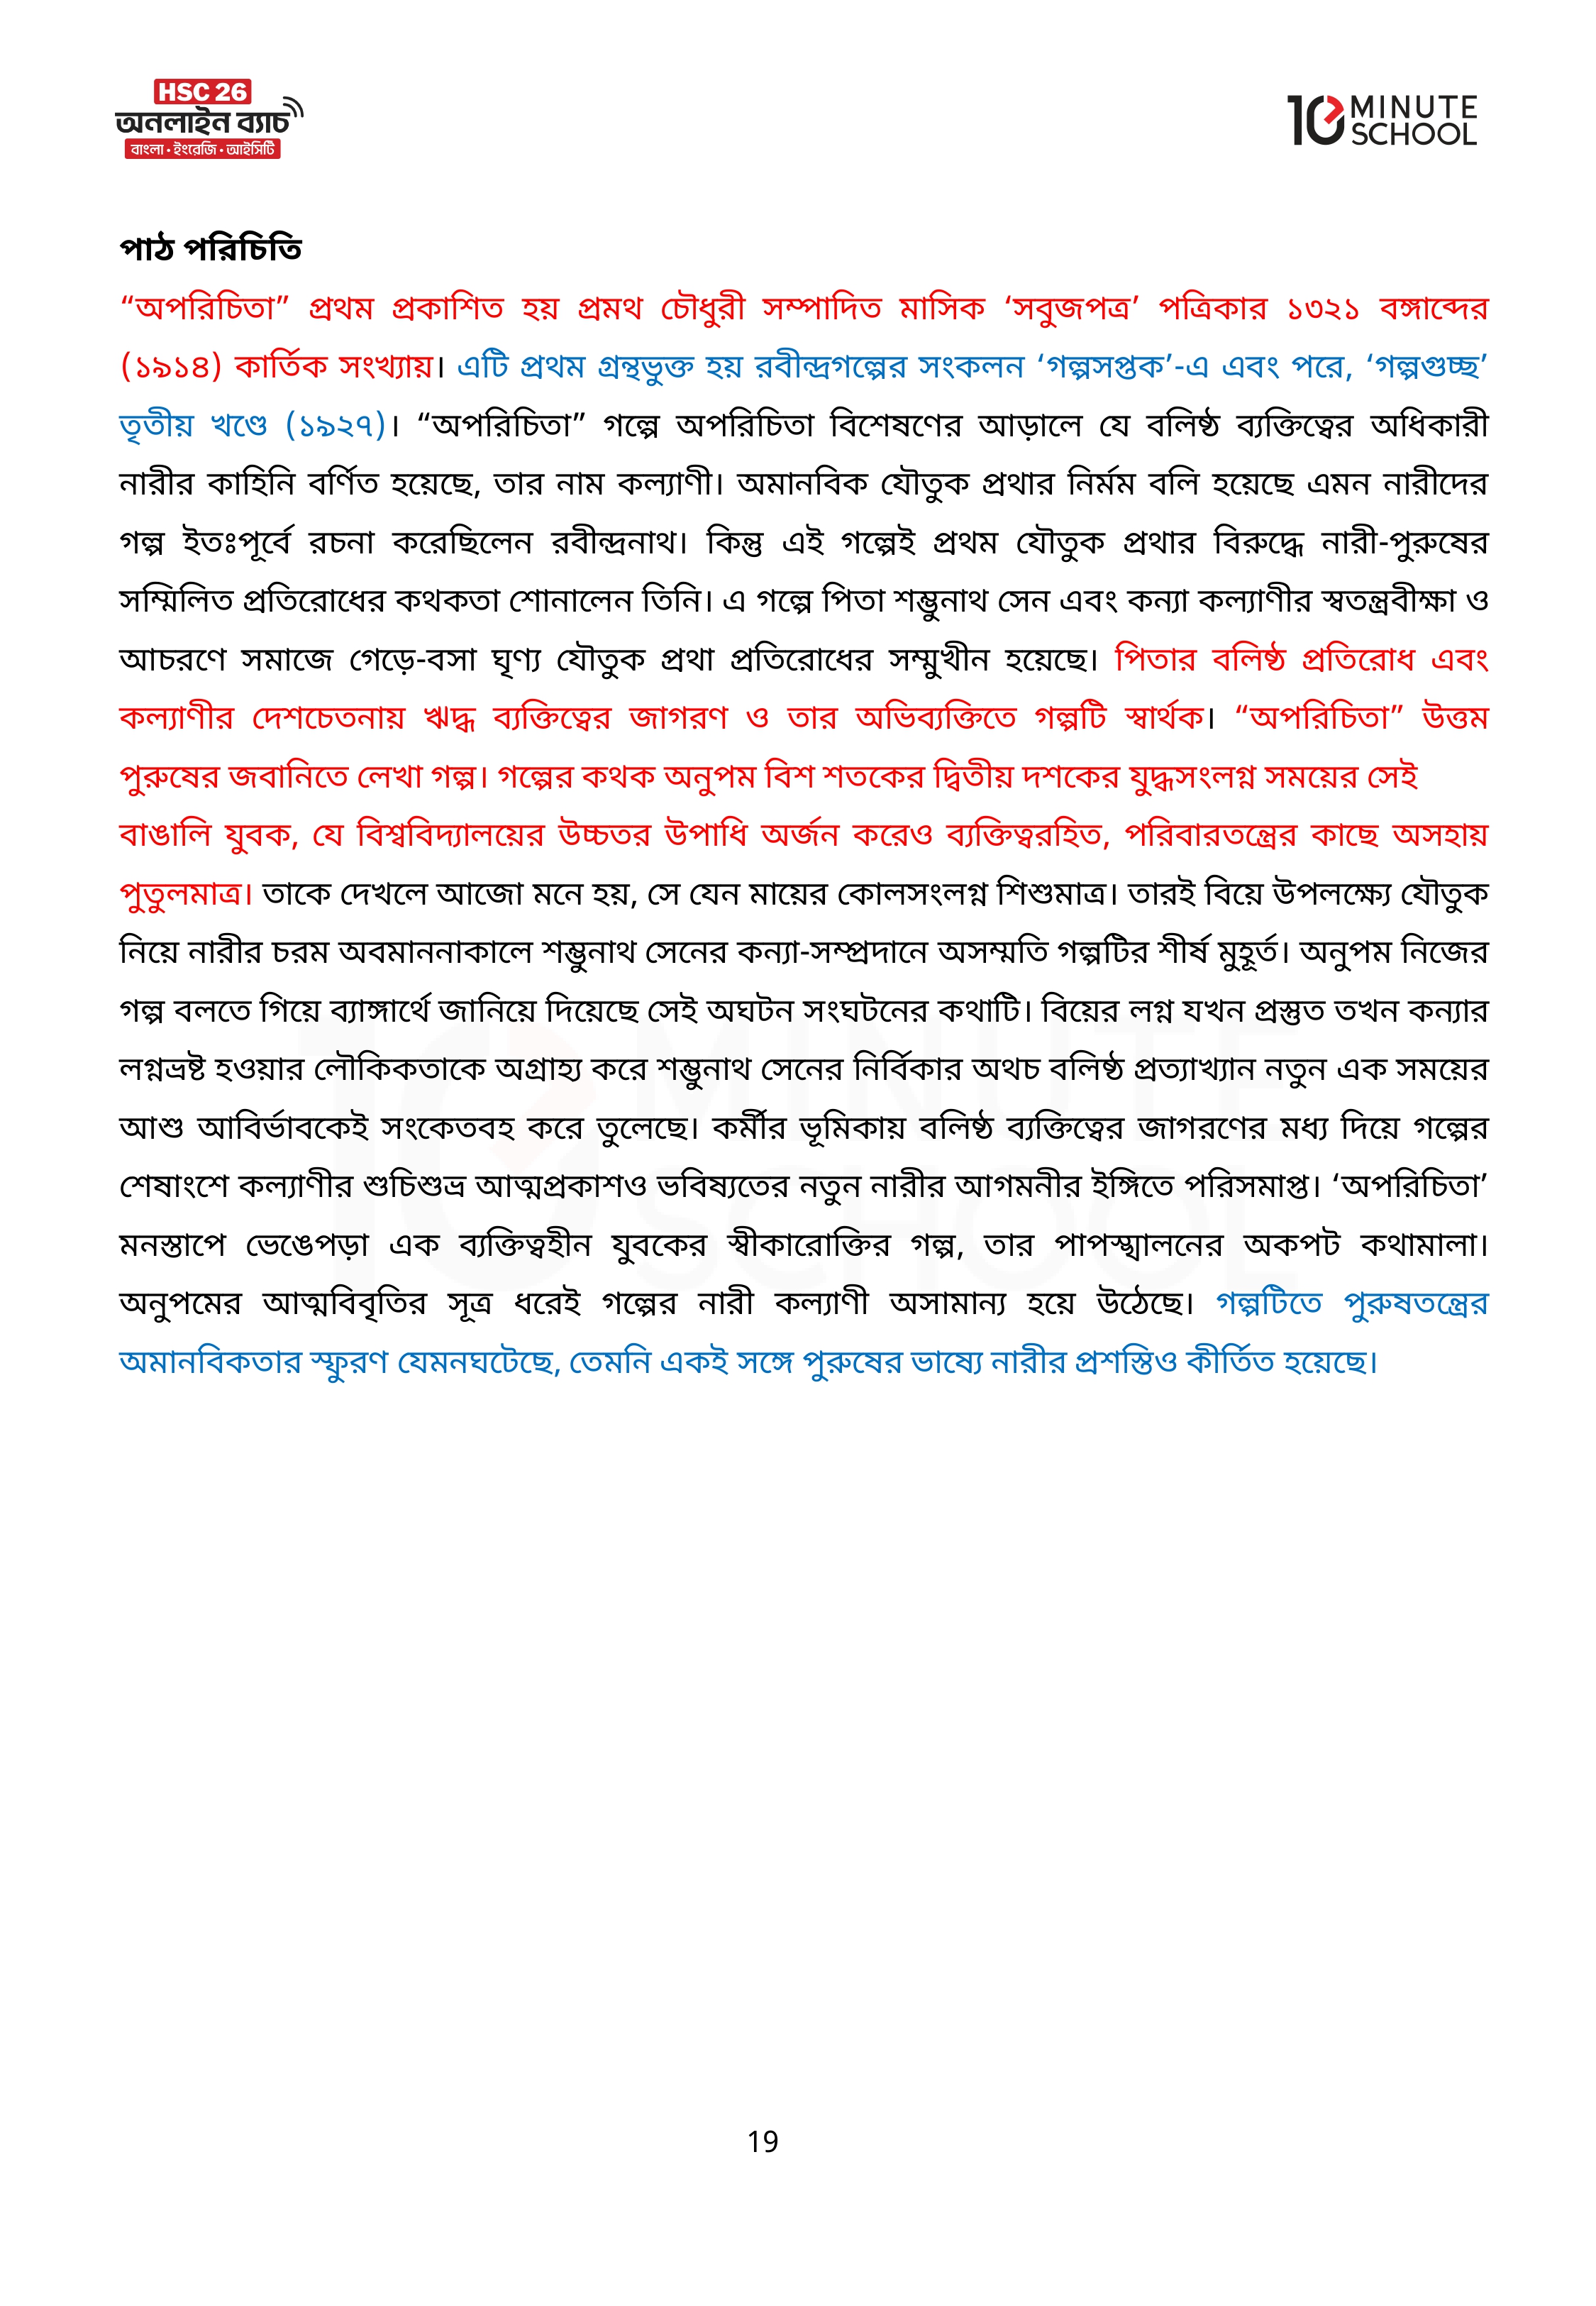 HSC 26
অনলাইন ব্যাচ
বাংলা • ইংরেজি • আইসিটি
10 MINUTE SCHOOL
পাঠ পরিচিতি
“অপরিচিতা” প্রথম প্রকাশিত হয় প্রমথ চৌধুরী সম্পাদিত মাসিক ‘সবুজপত্র’ পত্রিকার ১৩২১ বঙ্গাব্দের
(১৯১৪) কার্তিক সংখ্যায়। এটি প্রথম গ্রন্থভুক্ত হয় রবীন্দ্রগল্পের সংকলন ‘গল্পসপ্তক’-এ এবং পরে, ‘গল্পগুচ্ছ’
তৃতীয় খণ্ডে (১৯২৭)। “অপরিচিতা” গল্পে অপরিচিতা বিশেষণের আড়ালে যে বলিষ্ঠ ব্যক্তিত্বের অধিকারী
নারীর কাহিনি বর্ণিত হয়েছে, তার নাম কল্যাণী। অমানবিক যৌতুক প্রথার নির্মম বলি হয়েছে এমন নারীদের
গল্প ইতঃপূর্বে রচনা করেছিলেন রবীন্দ্রনাথ। কিন্তু এই গল্পেই প্রথম যৌতুক প্রথার বিরুদ্ধে নারী-পুরুষের
সম্মিলিত প্রতিরোধের কথকতা শোনালেন তিনি। এ গল্পে পিতা শম্ভুনাথ সেন এবং কন্যা কল্যাণীর স্বতন্ত্রবীক্ষা ও
আচরণে সমাজে গেড়ে-বসা ঘৃণ্য যৌতুক প্রথা প্রতিরোধের সম্মুখীন হয়েছে। পিতার বলিষ্ঠ প্রতিরোধ এবং
কল্যাণীর দেশচেতনায় ঋদ্ধ ব্যক্তিত্বের জাগরণ ও তার অভিব্যক্তিতে গল্পটি স্বার্থক। “অপরিচিতা” উত্তম
পুরুষের জবানিতে লেখা গল্প। গল্পের কথক অনুপম বিশ শতকের দ্বিতীয় দশকের যুদ্ধসংলগ্ন সময়ের সেই
বাঙালি যুবক, যে বিশ্ববিদ্যালয়ের উচ্চতর উপাধি অর্জন করেও ব্যক্তিত্বরহিত, পরিবারতন্ত্রের কাছে অসহায়
পুতুলমাত্র। তাকে দেখলে আজো মনে হয়, সে যেন মায়ের কোলসংলগ্ন শিশুমাত্র। তারই বিয়ে উপলক্ষ্যে যৌতুক
নিয়ে নারীর চরম অবমাননাকালে শম্ভুনাথ সেনের কন্যা-সম্প্রদানে অসম্মতি গল্পটির শীর্ষ মুহূর্ত। অনুপম নিজের
গল্প বলতে গিয়ে ব্যাঙ্গার্থে জানিয়ে দিয়েছে সেই অঘটন সংঘটনের কথাটি। বিয়ের লগ্ন যখন প্রস্তুত তখন কন্যার
লগ্নভ্রষ্ট হওয়ার লৌকিকতাকে অগ্রাহ্য করে শম্ভুনাথ সেনের নির্বিকার অথচ বলিষ্ঠ প্রত্যাখ্যান নতুন এক সময়ের
আশু আবির্ভাবকেই সংকেতবহ করে তুলেছে। কর্মীর ভূমিকায় বলিষ্ঠ ব্যক্তিত্বের জাগরণের মধ্য দিয়ে গল্পের
শেষাংশে কল্যাণীর শুচিশুভ্র আত্মপ্রকাশও ভবিষ্যতের নতুন নারীর আগমনীর ইঙ্গিতে পরিসমাপ্ত। ‘অপরিচিতা’
মনস্তাপে ভেঙেপড়া এক ব্যক্তিত্বহীন যুবকের স্বীকারোক্তির গল্প, তার পাপস্খালনের অকপট কথামালা।
অনুপমের আত্মবিবৃতির সূত্র ধরেই গল্পের নারী কল্যাণী অসামান্য হয়ে উঠেছে। গল্পটিতে পুরুষতন্ত্রের
অমানবিকতার স্ফুরণ যেমনঘটেছে, তেমনি একই সঙ্গে পুরুষের ভাষ্যে নারীর প্রশস্তিও কীর্তিত হয়েছে।
19